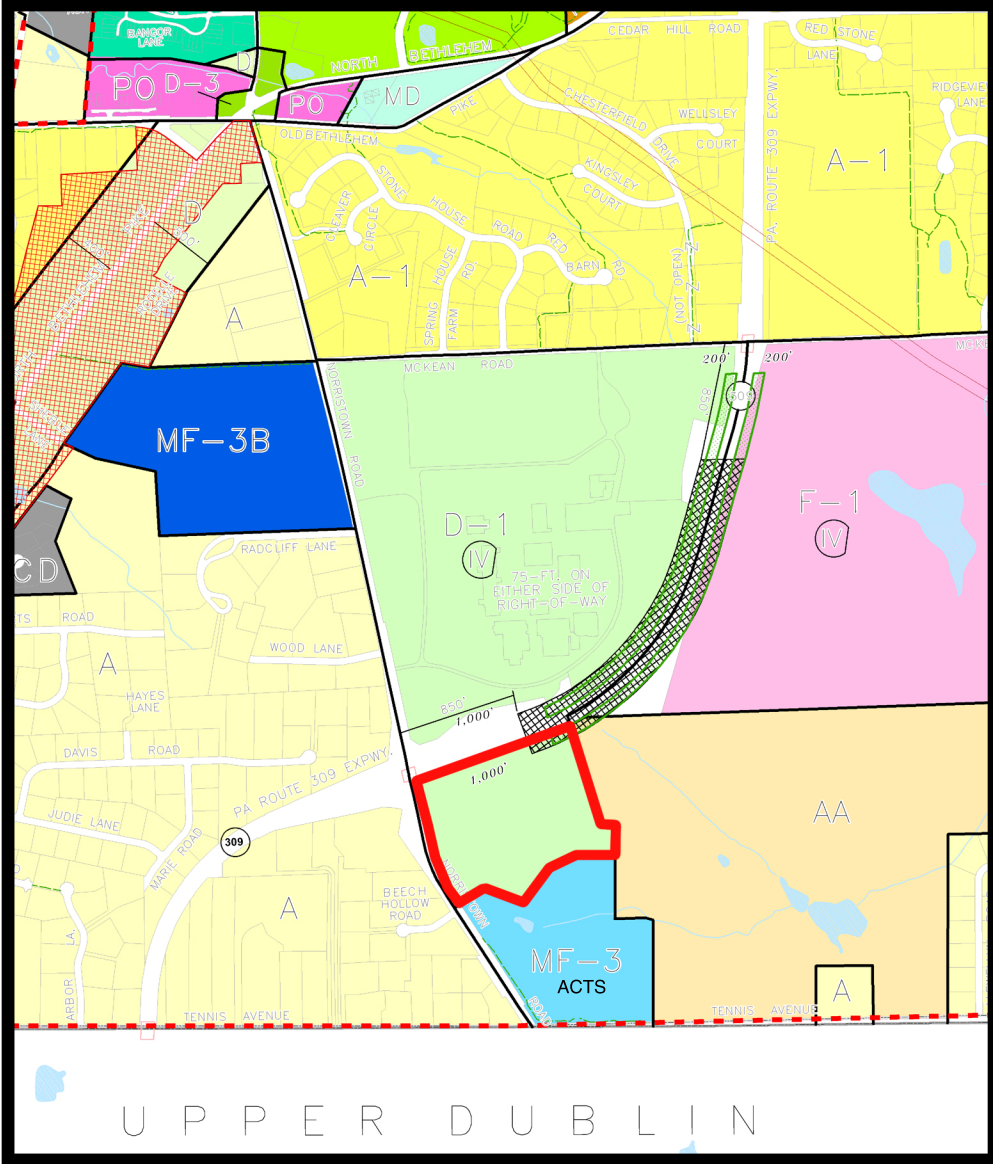 BANGOR
LANE
D
PO
D-3
PO
MD
NORTH
BETHLEHEM
PIKE
CEDAR HILL ROAD
RED STONE
LANE
RIDGEVIE
LANE
CHESTERFIELD
DRIVE
WELLSLEY
COURT
KINGSLEY
COURT
PA. ROUTE 309 EXPWY.
A-1
OLD BETHLEHEM
STONE
HOUSE
ROAD
CLEAVER
CIRCLE
RED
BARN
RD.
SPRING HOUSE
FARM
RD.
(NOT OPEN)
A-1
D
A
MCKEAN ROAD
MCKE
200'
200'
309
850'
NORRISTOWN
ROAD
MF-3B
D-1
IV
75-FT. ON
EITHER SIDE OF
RIGHT-OF-WAY
F-1
IV
CD
RADCLIFF LANE
TS ROAD
WOOD LANE
A
HAYES
LANE
850'
1,000'
DAVIS ROAD
PA ROUTE 309 EXPWY.
1,000'
JUDIE LANE
MARIE ROAD
309
AA
NORRISTOWN
ROAD
BEECH
HOLLOW
ROAD
A
MF-3
ACTS
ARBOR
LA.
A
TENNIS AVENUE
TENNIS AVENUE
UPPER DUBLIN